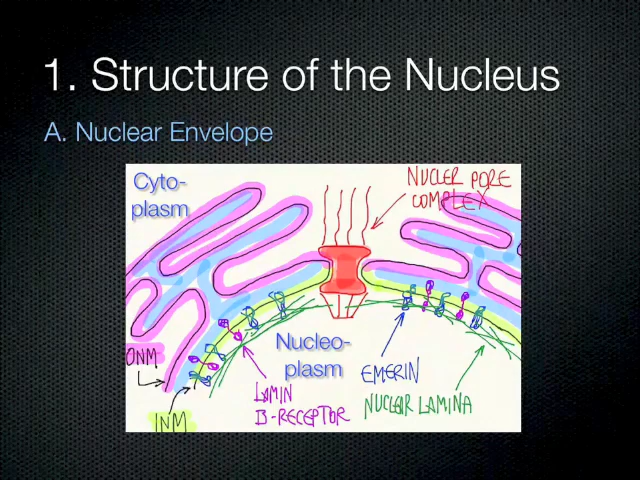 1. Structure of the Nucleus
A. Nuclear Envelope
Cyto-
plasm
NUCLER PORE
COMPLEX
Nucleo-
plasm
ONM
INM
LAMIN
B-RECEPTOR
EMERIN
NUCLEAR LAMINA